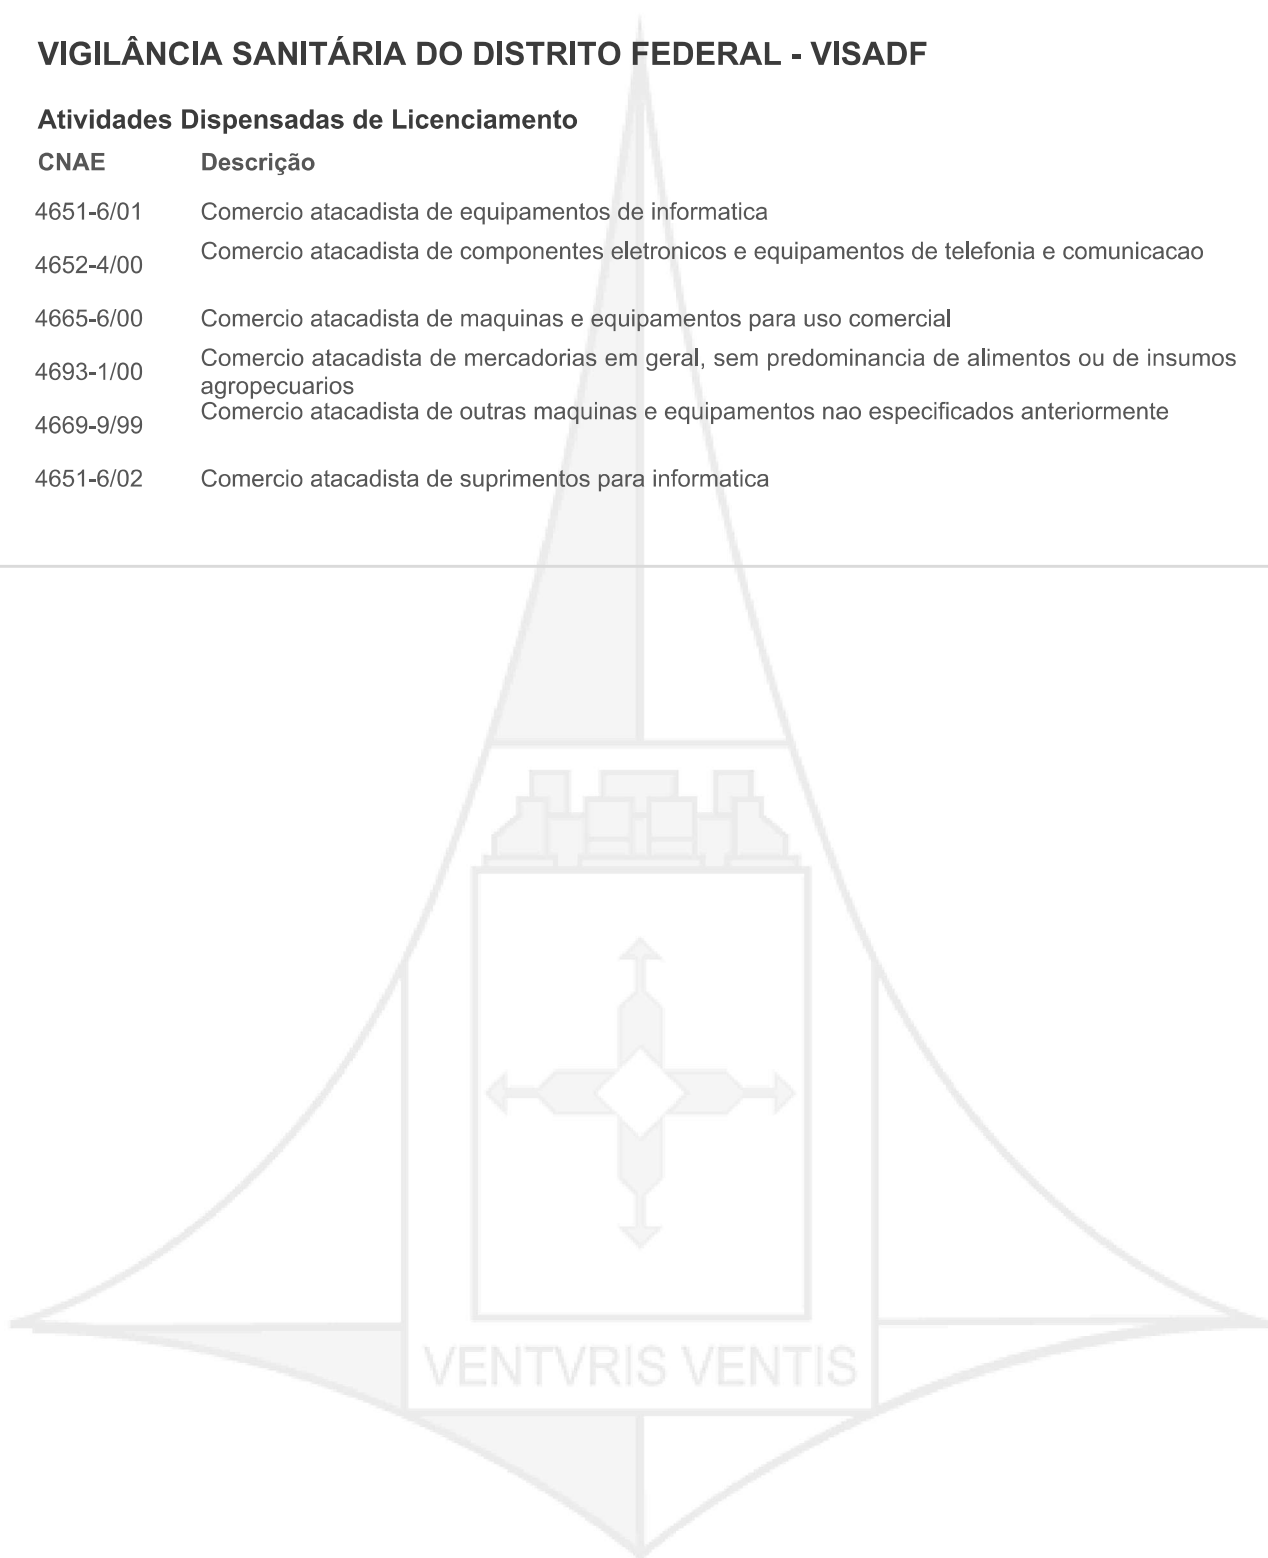 VIGILÂNCIA SANITÁRIA DO DISTRITO FEDERAL - VISADF
Atividades Dispensadas de Licenciamento
CNAE Descrição
4651-6/01 Comercio atacadista de equipamentos de informatica
4652-4/00 Comercio atacadista de componentes eletronicos e equipamentos de telefonia e comunicacao
4665-6/00 Comercio atacadista de maquinas e equipamentos para uso comercial
4693-1/00 Comercio atacadista de mercadorias em geral, sem predominancia de alimentos ou de insumos
agropecuarios
4669-9/99 Comercio atacadista de outras maquinas e equipamentos nao especificados anteriormente
4651-6/02 Comercio atacadista de suprimentos para informatica
VENTVRIS VENTIS